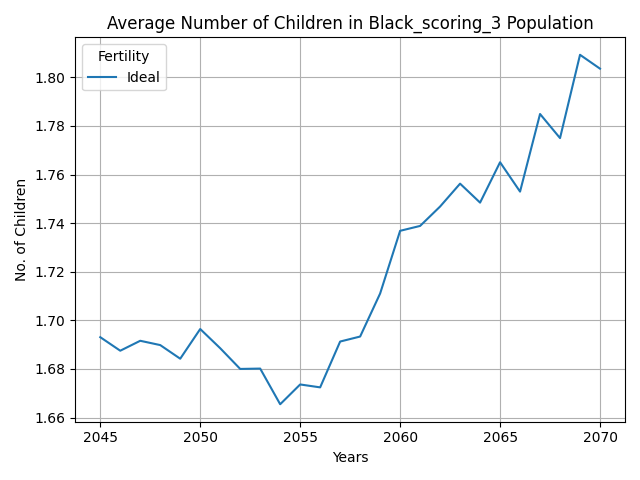 Average Number of Children in Black_scoring_3 Population
Fertility
Ideal
No. of Children
1.80
1.78
1.76
1.74
1.72
1.70
1.68
1.66
2045 2050 2055 2060 2065 2070
Years